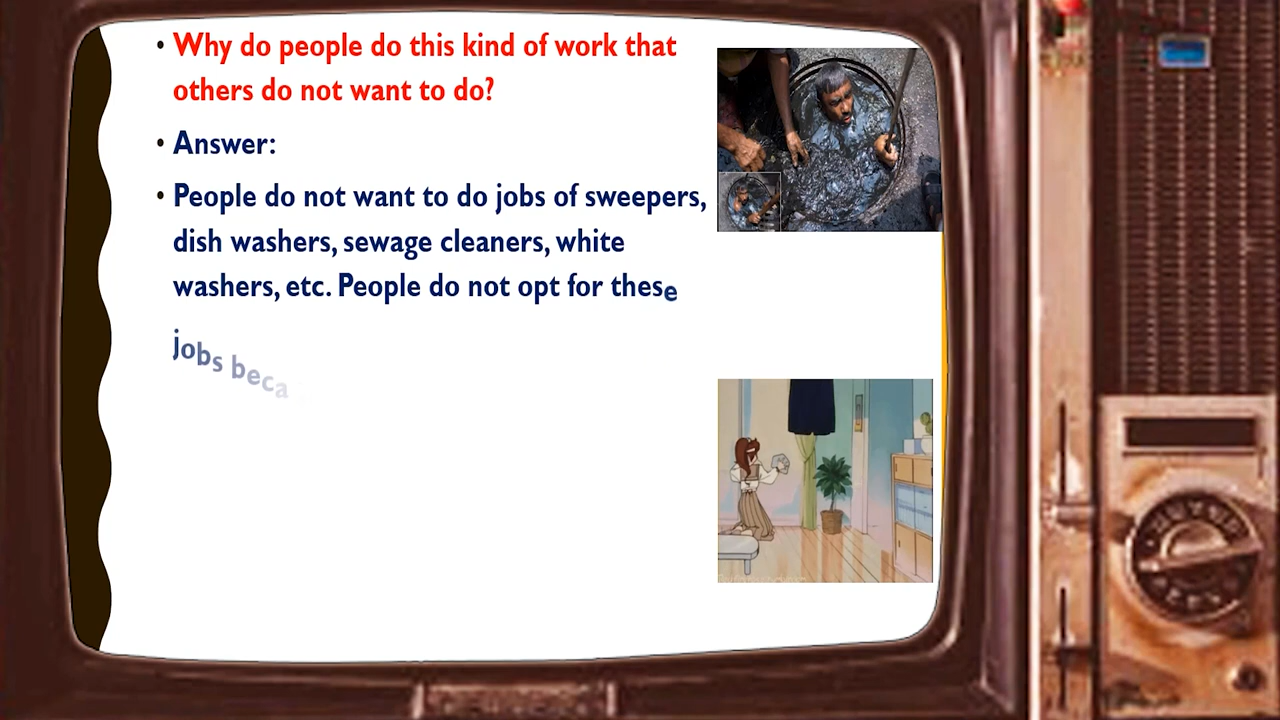 • Why do people do this kind of work that
others do not want to do?
• Answer:
• People do not want to do jobs of sweepers,
dish washers, sewage cleaners, white
washers, etc. People do not opt for these
jobs beca